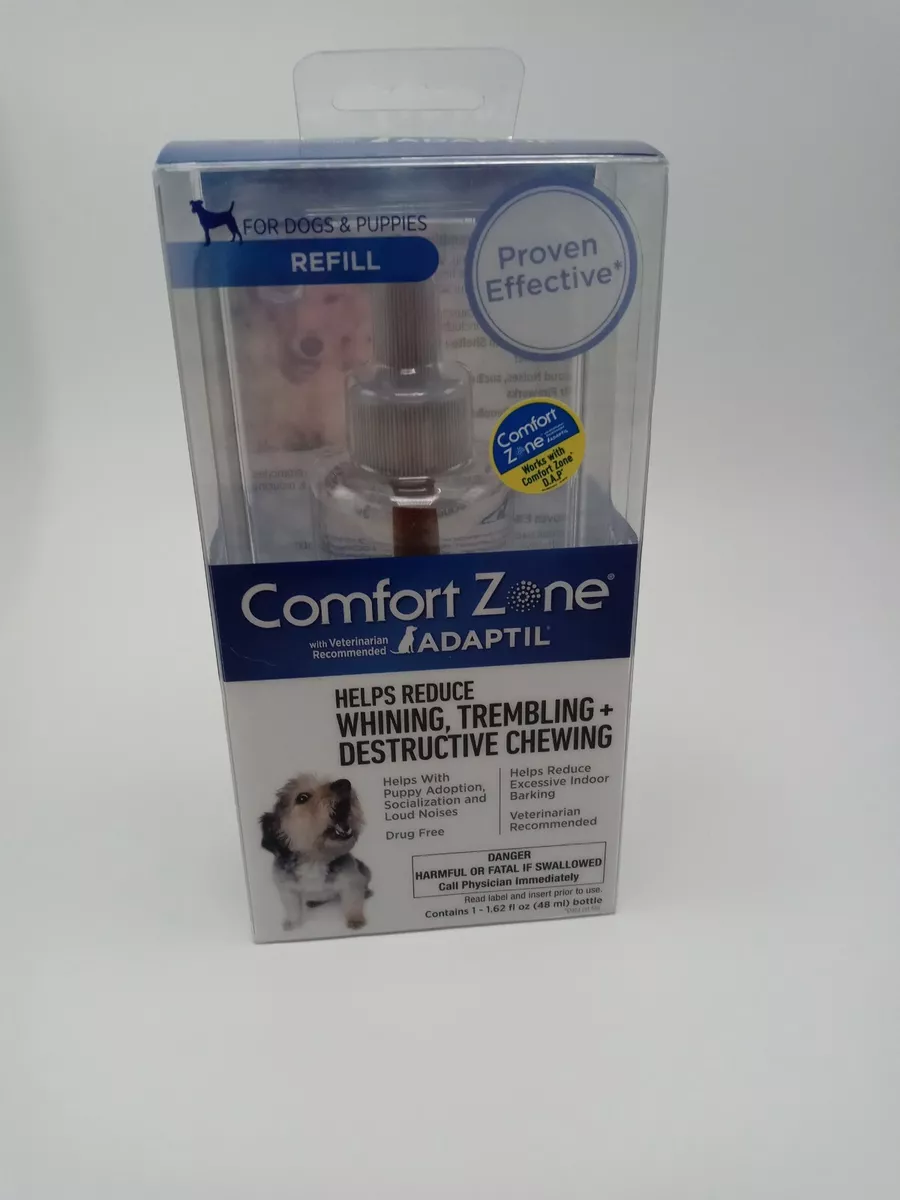 FOR DOGS & PUPPIES
REFILL
Proven
Effective*
Comfort
Zone
ADAPTIL
Works with
Comfort Zone
D.A.P.
Comfort Zone®
with Veterinarian
Recommended
ADAPTIL
HELPS REDUCE
WHINING, TREMBLING +
DESTRUCTIVE CHEWING
Helps With
Puppy Adoption,
Socialization and
Loud Noises
Drug Free
Helps Reduce
Excessive Indoor
Barking
Veterinarian
Recommended
DANGER
HARMFUL OR FATAL IF SWALLOWED
Call Physician Immediately
Read label and insert prior to use.
Contains 1 - 1.62 fl oz (48 ml) bottle